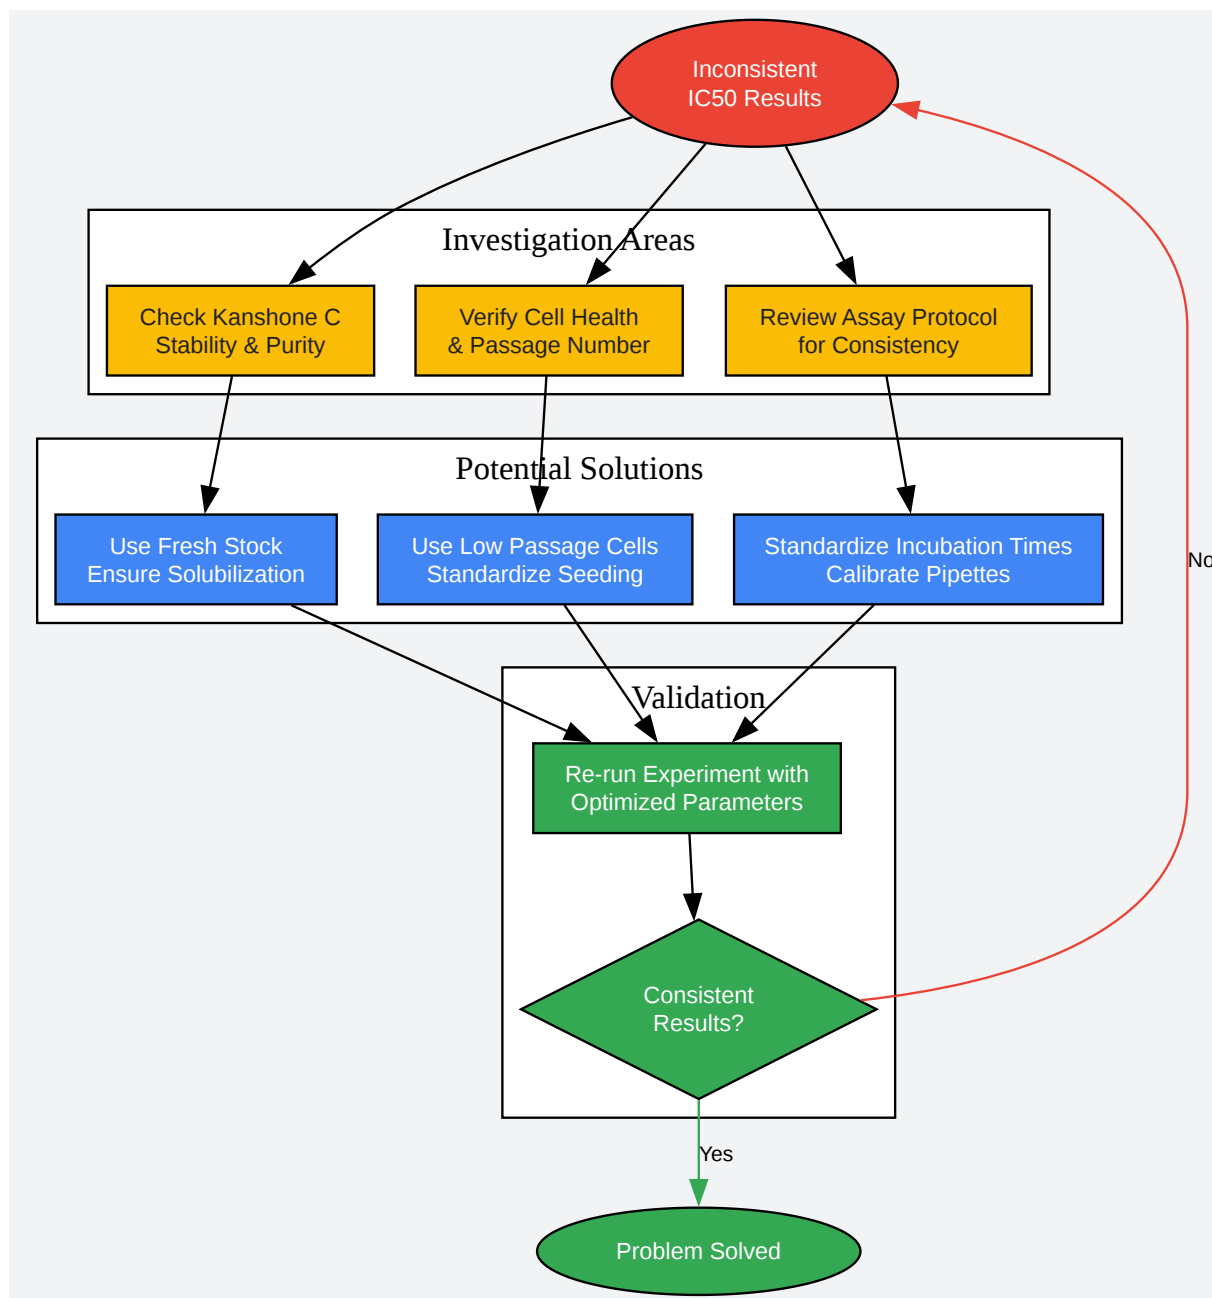 Inconsistent
IC50 Results
Investigation Areas
Check Kanshone C
Stability & Purity
Verify Cell Health
& Passage Number
Review Assay Protocol
for Consistency
Potential Solutions
Use Fresh Stock
Ensure Solubilization
Use Low Passage Cells
Standardize Seeding
Standardize Incubation Times
Calibrate Pipettes
No
Validation
Re-run Experiment with
Optimized Parameters
Consistent
Results?
Yes
Problem Solved